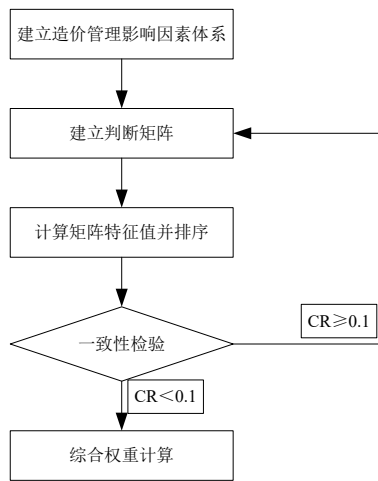 建立造价管理影响因素体系
建立判断矩阵
计算矩阵特征值并排序
CR≥0.1
一致性检验
CR＜0.1
综合权重计算